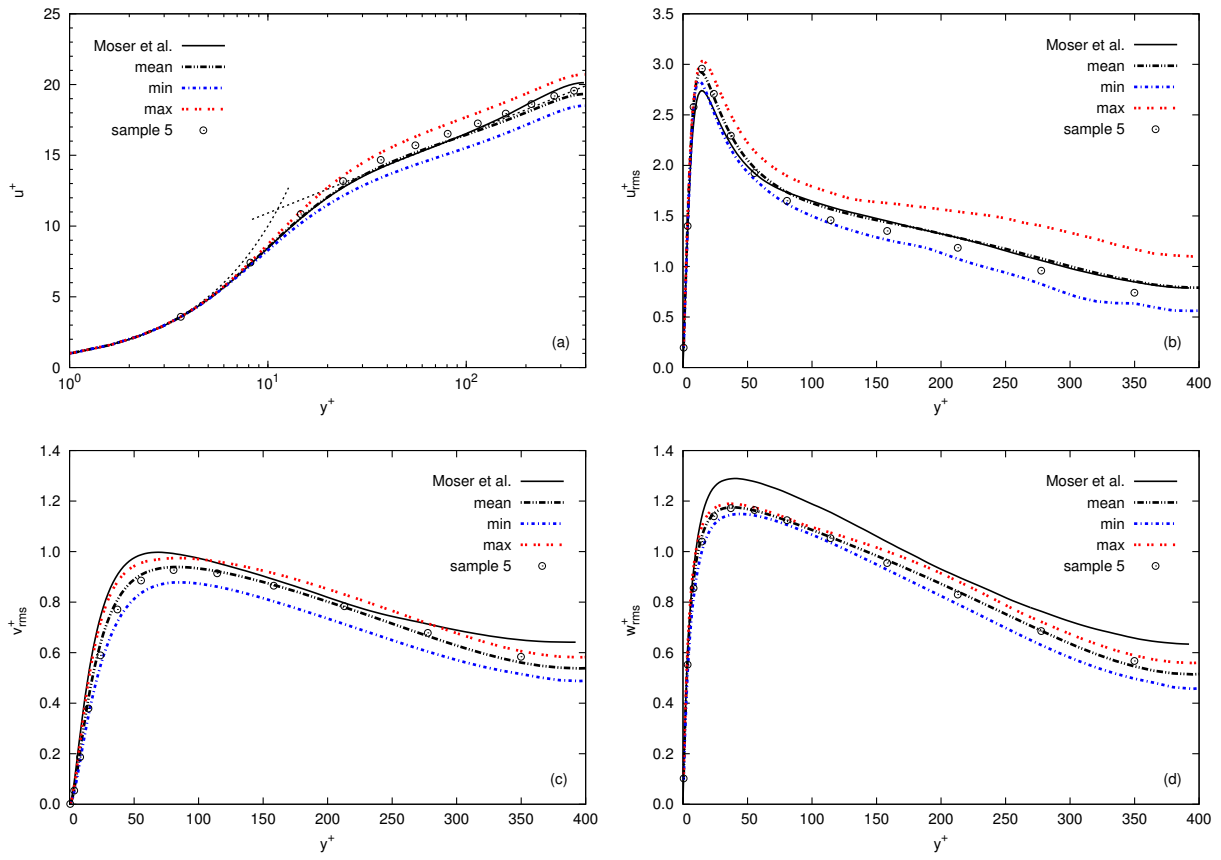 25
20
15
10
5
0
u+
10^0
10^1
10^2
y+
Moser et al.
mean
min
max
sample 5
(a)
3.5
3.0
2.5
2.0
1.5
1.0
0.5
0.0
u+rms
0 50 100 150 200 250 300 350 400
y+
Moser et al.
mean
min
max
sample 5
(b)
1.4
1.2
1.0
0.8
0.6
0.4
0.2
0.0
v+rms
0 50 100 150 200 250 300 350 400
y+
Moser et al.
mean
min
max
sample 5
(c)
1.4
1.2
1.0
0.8
0.6
0.4
0.2
0.0
w+rms
0 50 100 150 200 250 300 350 400
y+
Moser et al.
mean
min
max
sample 5
(d)